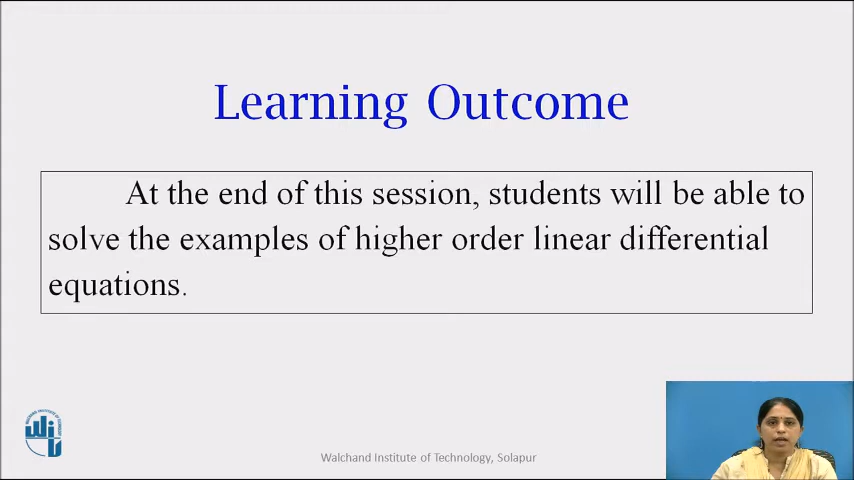 Learning Outcome
At the end of this session, students will be able to
solve the examples of higher order linear differential
equations.
WIT
Walchand Institute of Technology, Solapur